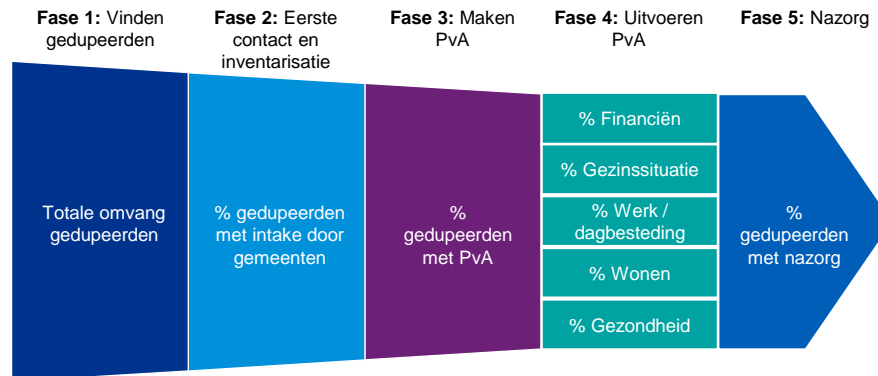 Fase 1: Vinden
gedupeerden
Fase 2: Eerste
contact en
inventarisatie
Fase 3: Maken
PvA
Fase 4: Uitvoeren
PvA
Fase 5: Nazorg
Totale omvang
gedupeerden
% gedupeerden
met intake door
gemeenten
%
gedupeerden
met PvA
% Financiën
% Gezinssituatie
% Werk /
dagbesteding
% Wonen
% Gezondheid
%
gedupeerden
met nazorg